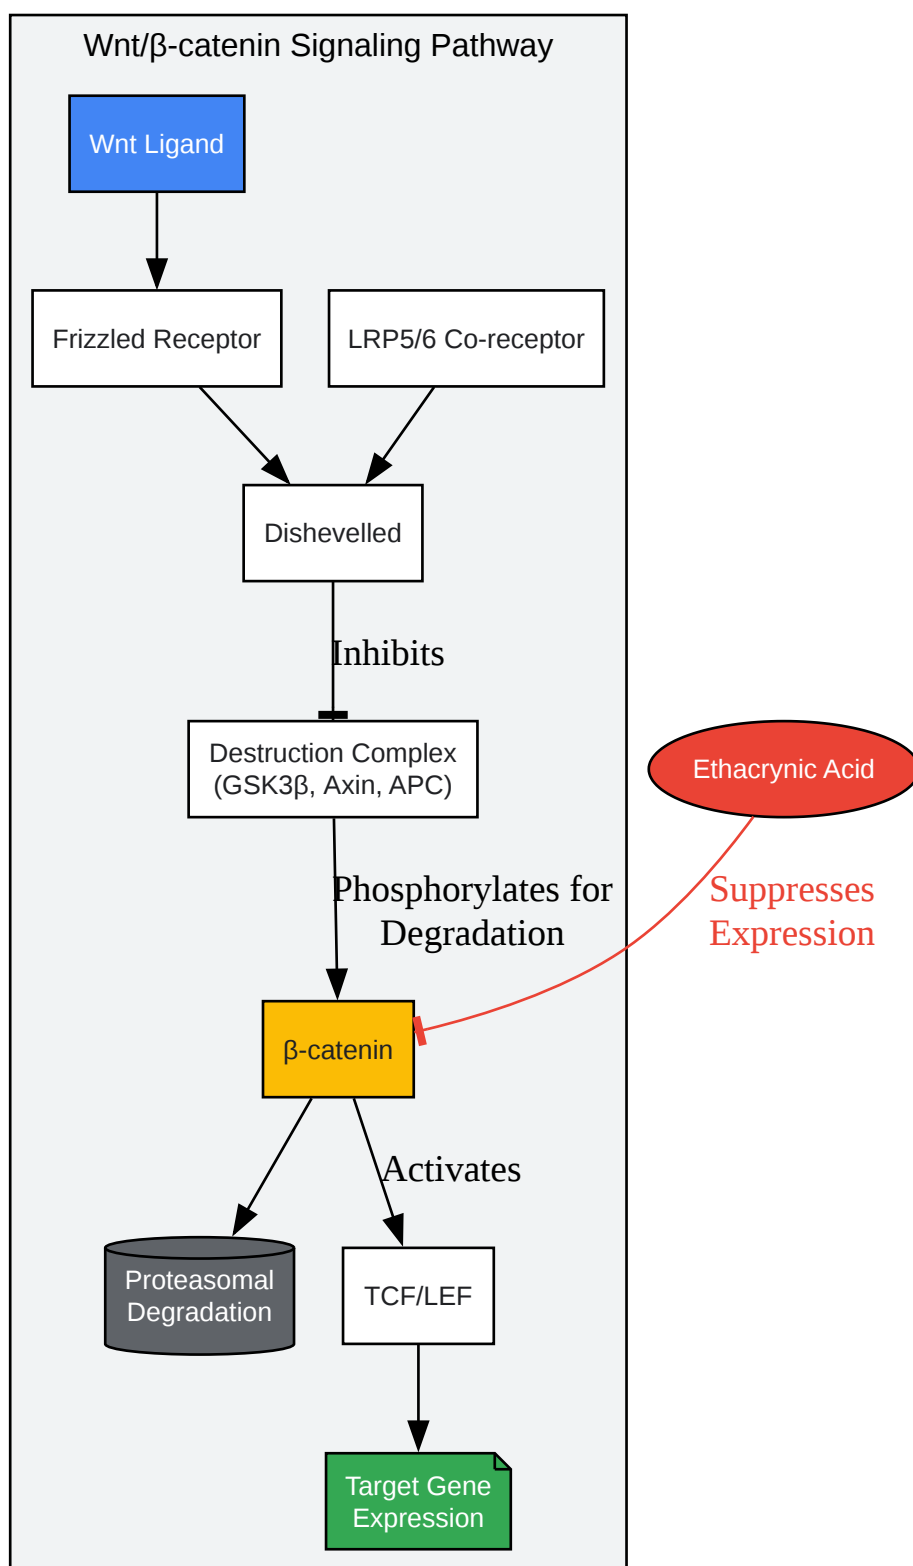 Wnt/β-catenin Signaling Pathway
Wnt Ligand
Frizzled Receptor
LRP5/6 Co-receptor
Dishevelled
Inhibits
Destruction Complex
(GSK3β, Axin, APC)
Ethacrynic Acid
Phosphorylates for
Degradation
Suppresses
Expression
β-catenin
Activates
Proteasomal
Degradation
TCF/LEF
Target Gene
Expression